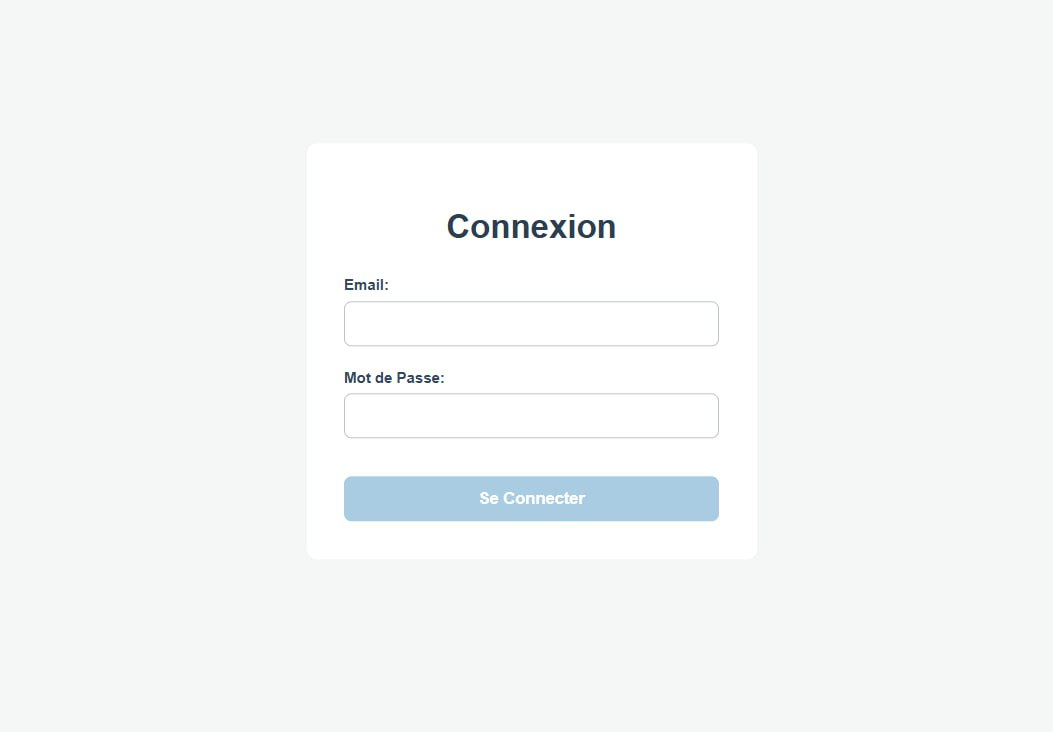 Connexion
Email:
Mot de Passe:
Se Connecter